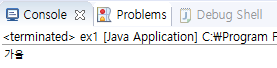 Console Problems Debug Shell
<terminated> ex1 [Java Application] C:\Program F
가을